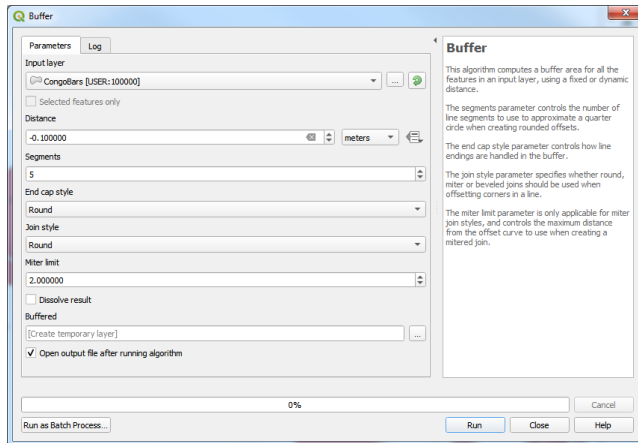 Buffer
Parameters
Log
Input layer
CongoBars [USER:100000]
...
Selected features only
Distance
-0.100000
meters
Segments
5
End cap style
Round
Join style
Round
Miter limit
2.000000
Dissolve result
Buffered
[Create temporary layer]
...
Open output file after running algorithm
Buffer
This algorithm computes a buffer area for all the
features in an input layer, using a fixed or dynamic
distance.
The segments parameter controls the number of
line segments to use to approximate a quarter
circle when creating rounded offsets.
The end cap style parameter controls how line
endings are handled in the buffer.
The join style parameter specifies whether round,
miter or beveled joins should be used when
offsetting corners in a line.
The miter limit parameter is only applicable for miter
join styles, and controls the maximum distance
from the offset curve to use when creating a
mitered join.
0%
Cancel
Run as Batch Process...
Run
Close
Help